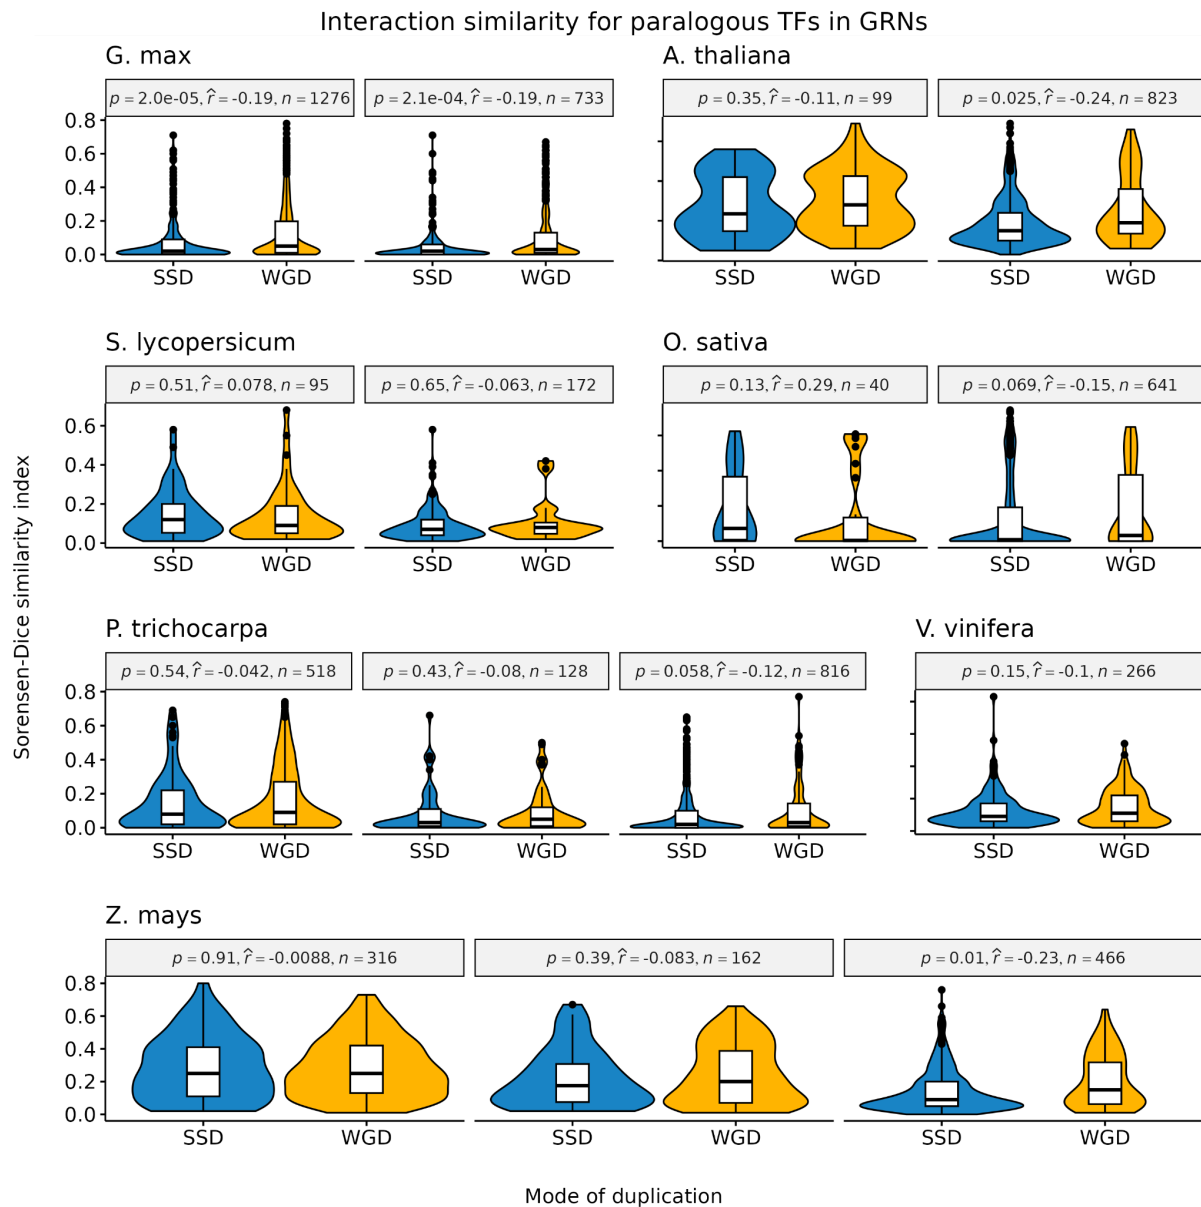 Interaction similarity for paralogous TFs in GRNs
G. max
A. thaliana
p = 2.0e-05, r̂ = -0.19, n = 1276
p = 2.1e-04, r̂ = -0.19, n = 733
p = 0.35, r̂ = -0.11, n = 99
p = 0.025, r̂ = -0.24, n = 823
0.8
0.6
0.4
0.2
0.0
SSD WGD SSD WGD SSD WGD SSD WGD
S. lycopersicum
O. sativa
p = 0.51, r̂ = 0.078, n = 95
p = 0.65, r̂ = -0.063, n = 172
p = 0.13, r̂ = 0.29, n = 40
p = 0.069, r̂ = -0.15, n = 641
0.6
0.4
0.2
0.0
SSD WGD SSD WGD SSD WGD SSD WGD
Sorensen-Dice similarity index
P. trichocarpa
V. vinifera
p = 0.54, r̂ = -0.042, n = 518
p = 0.43, r̂ = -0.08, n = 128
p = 0.058, r̂ = -0.12, n = 816
p = 0.15, r̂ = -0.1, n = 266
0.8
0.6
0.4
0.2
0.0
SSD WGD SSD WGD SSD WGD SSD WGD
Z. mays
p = 0.91, r̂ = -0.0088, n = 316
p = 0.39, r̂ = -0.083, n = 162
p = 0.01, r̂ = -0.23, n = 466
0.8
0.6
0.4
0.2
0.0
SSD WGD SSD WGD SSD WGD
Mode of duplication